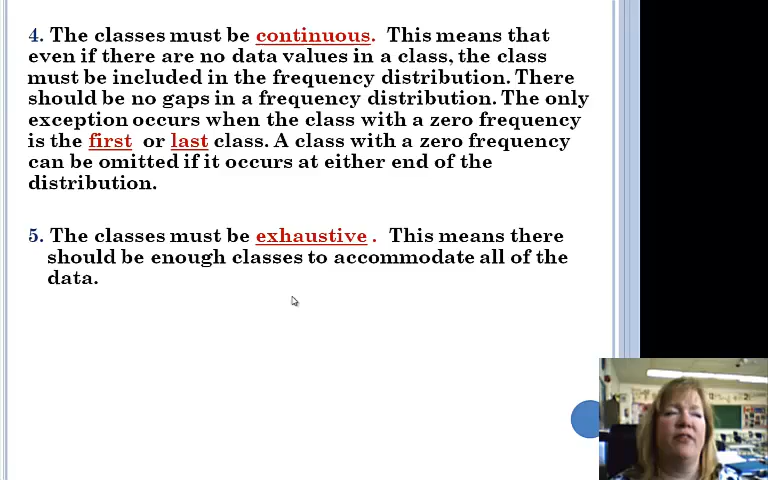 4. The classes must be continuous. This means that
even if there are no data values in a class, the class
must be included in the frequency distribution. There
should be no gaps in a frequency distribution. The only
exception occurs when the class with a zero frequency
is the first or last class. A class with a zero frequency
can be omitted if it occurs at either end of the
distribution.
5. The classes must be exhaustive . This means there
should be enough classes to accommodate all of the
data.